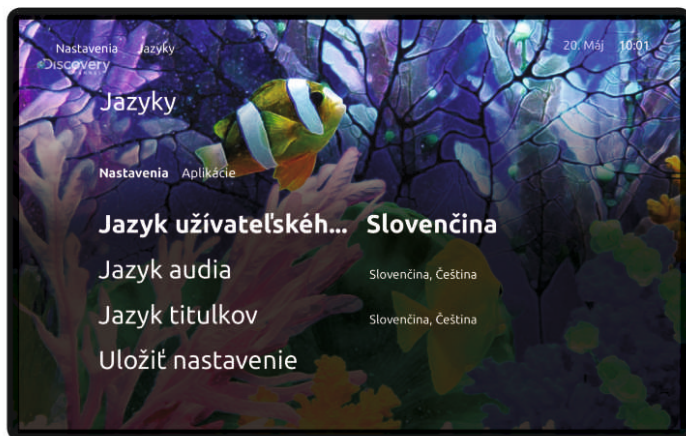 Nastavenia Jazyky
20. Máj 10:01
Discovery
Jazyky
Nastavenia Aplikácie
Jazyk užívateľskéh... Slovenčina
Jazyk audia Slovenčina, Čeština
Jazyk titulkov Slovenčina, Čeština
Uložiť nastavenie